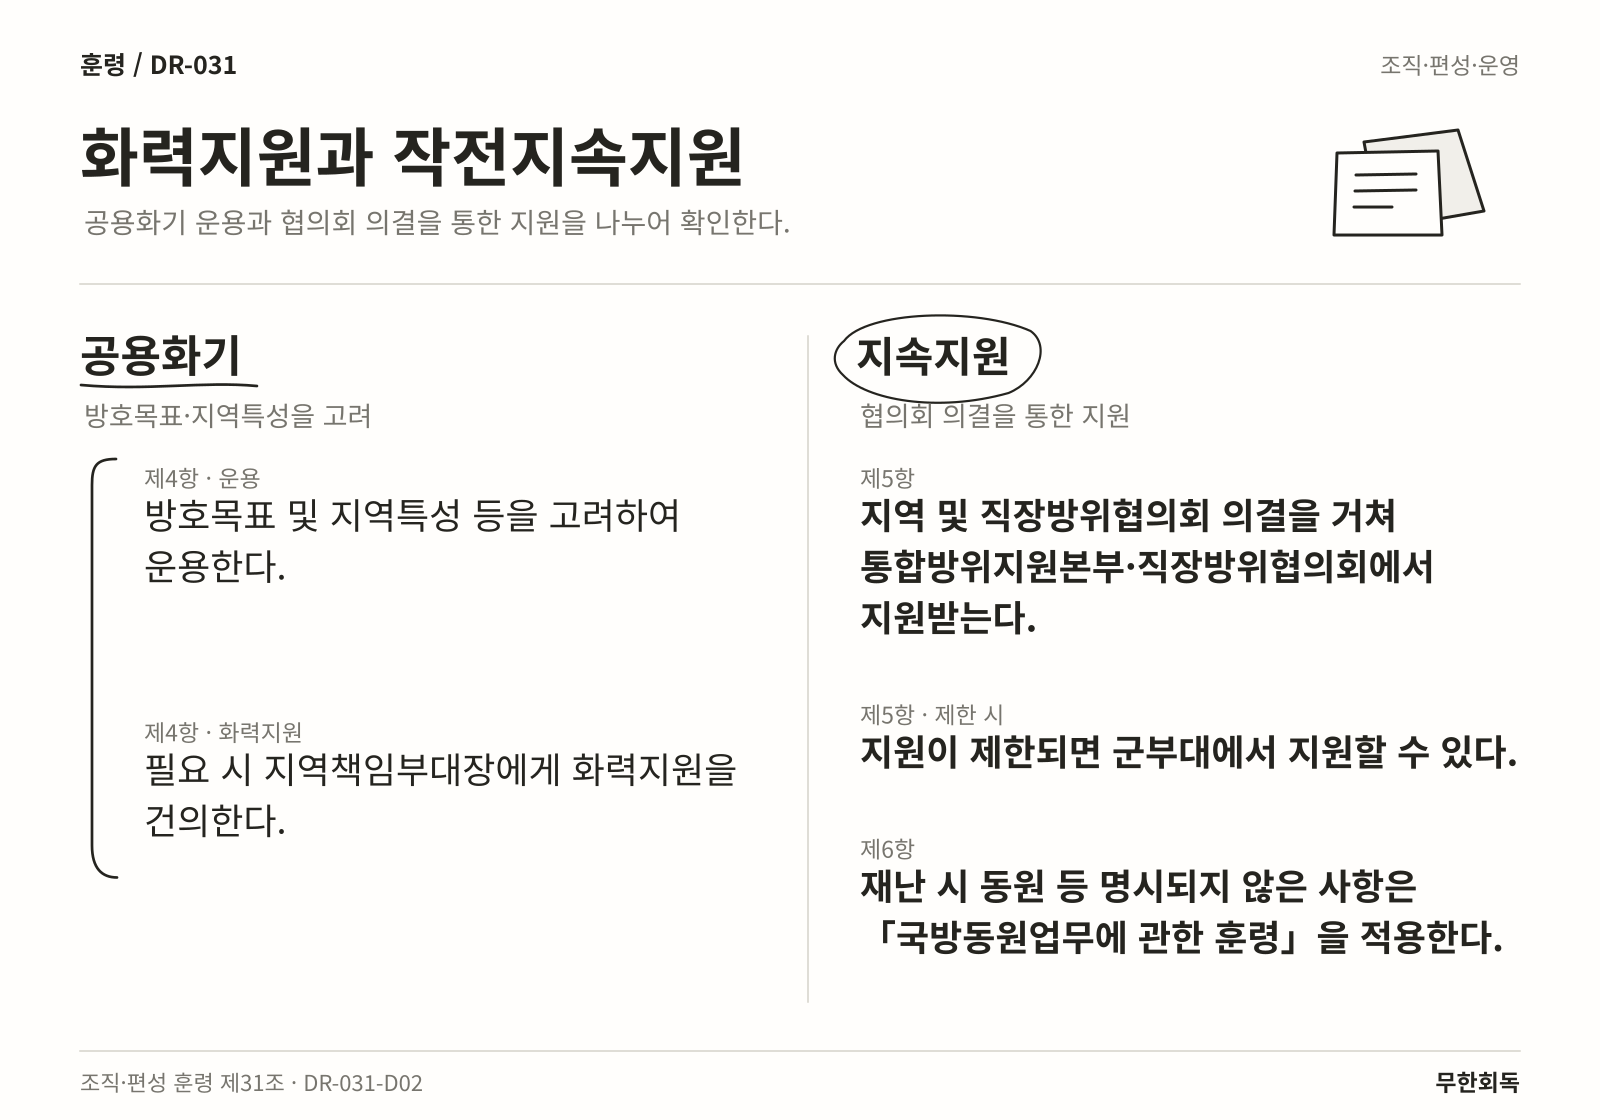 훈령 / DR-031
조직·편성·운영
화력지원과 작전지속지원
공용화기 운용과 협의회 의결을 통한 지원을 나누어 확인한다.
공용화기
방호목표·지역특성을 고려
제4항 · 운용
방호목표 및 지역특성 등을 고려하여
운용한다.
제4항 · 화력지원
필요 시 지역책임부대장에게 화력지원을
건의한다.
지속지원
협의회 의결을 통한 지원
제5항
지역 및 직장방위협의회 의결을 거쳐
통합방위지원본부·직장방위협의회에서
지원받는다.
제5항 · 제한 시
지원이 제한되면 군부대에서 지원할 수 있다.
제6항
재난 시 동원 등 명시되지 않은 사항은
「국방동원업무에 관한 훈령」을 적용한다.
조직·편성 훈령 제31조 · DR-031-D02
무한회독